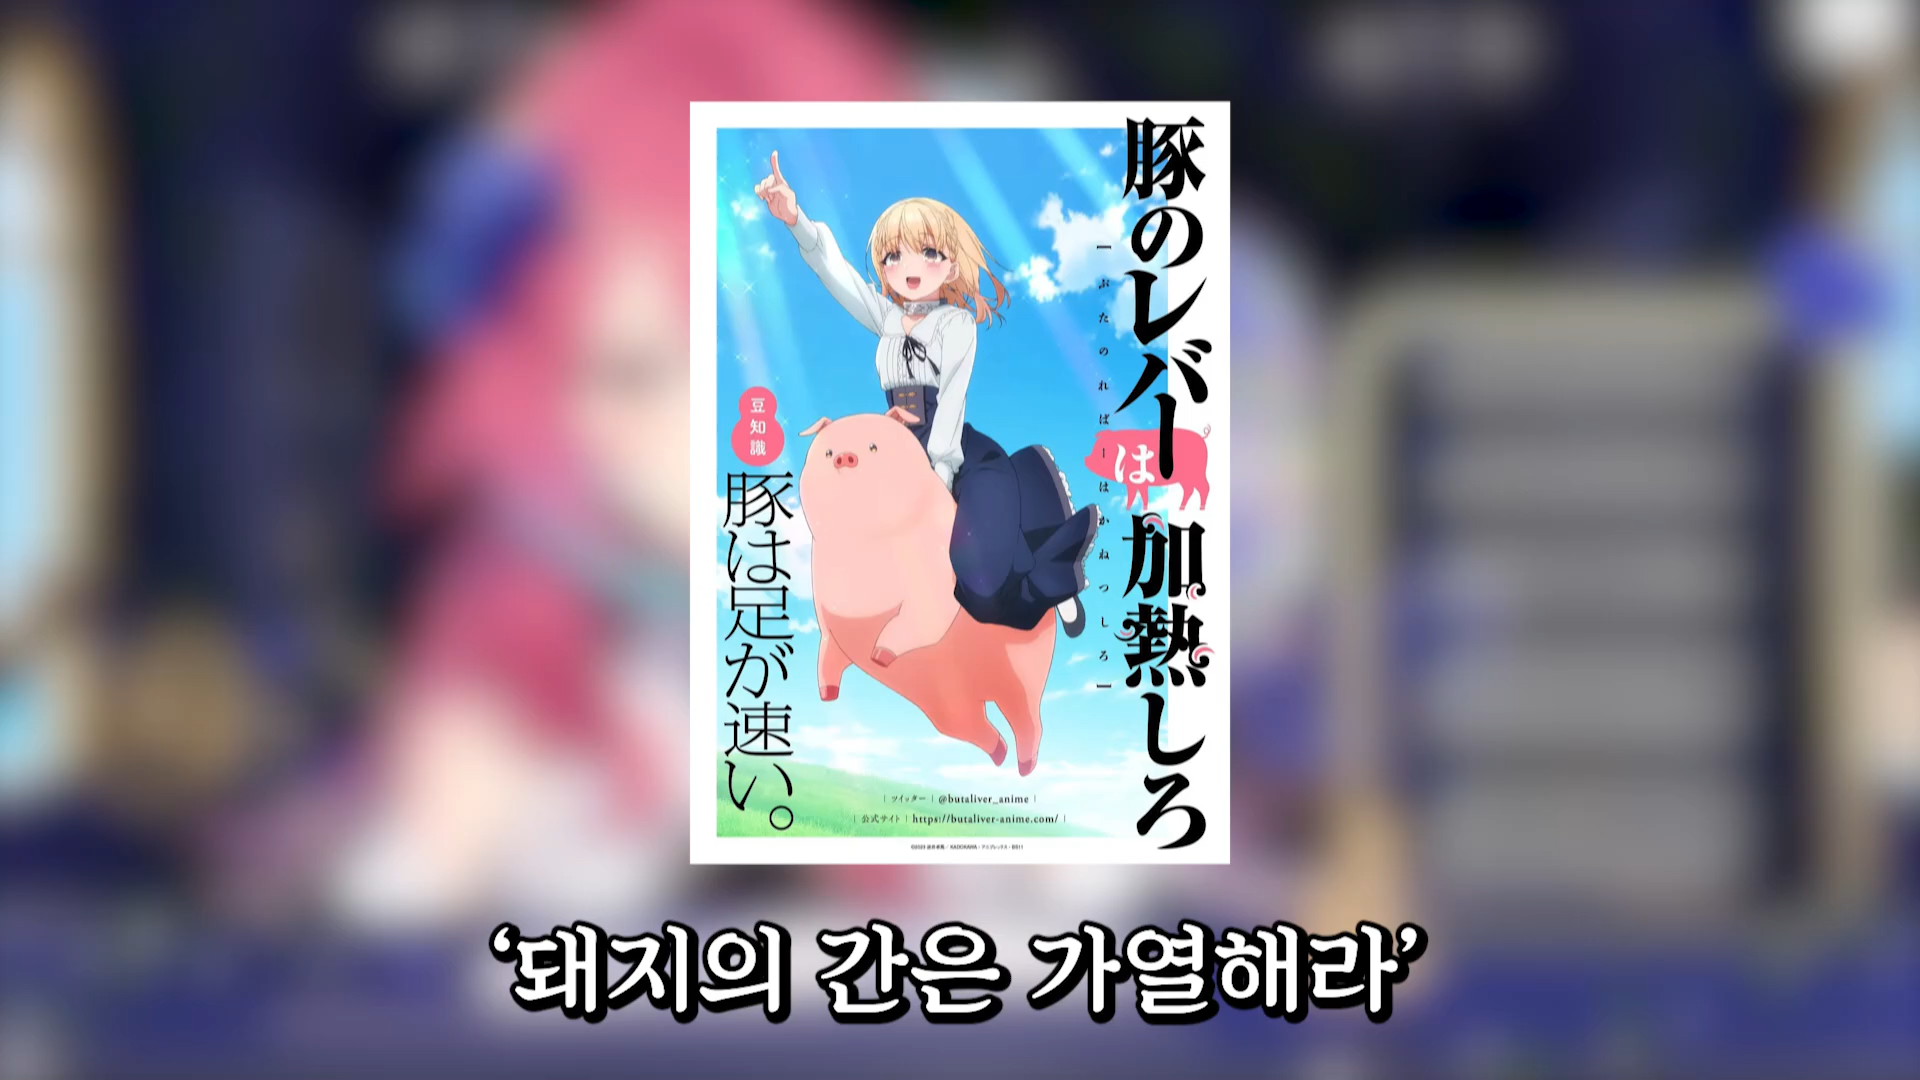 豚のレバーは加熱しろ
ーぶたのればーはかねつしろー
豆知識
豚は足が速い。
| ツイッター | @butaliver_anime |
| 公式サイト | https://butaliver-anime.com/ |
‘돼지의 간은 가열해라’